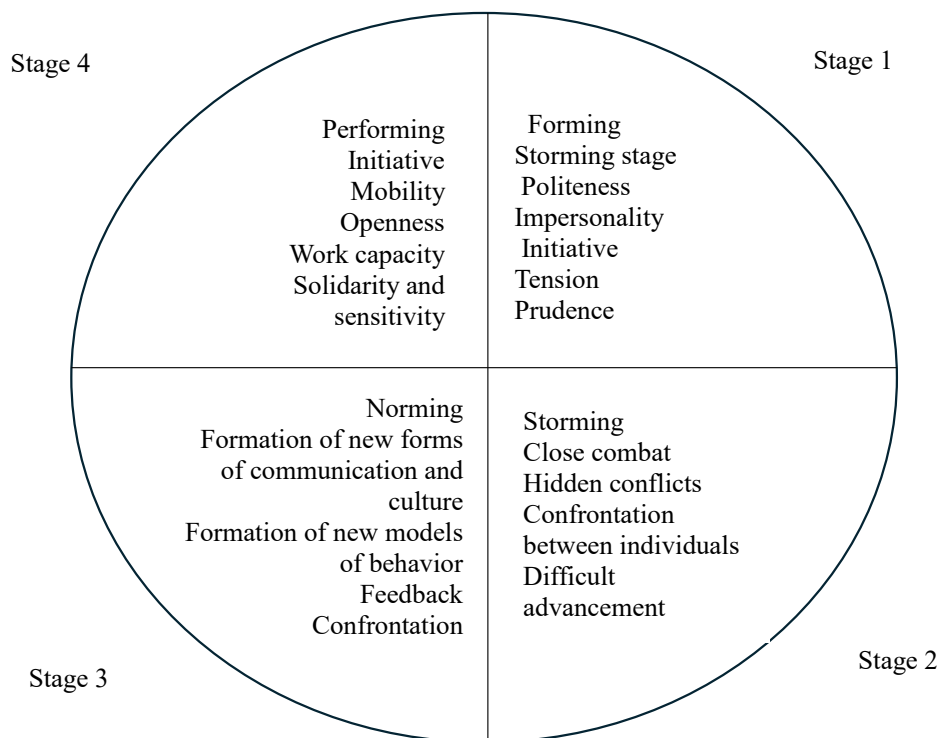 Stage 4
Stage 1
Performing
Initiative
Mobility
Openness
Work capacity
Solidarity and
sensitivity
Forming
Storming stage
Politeness
Impersonality
Initiative
Tension
Prudence
Norming
Formation of new forms
of communication and
culture
Formation of new models
of behavior
Feedback
Confrontation
Storming
Close combat
Hidden conflicts
Confrontation
between individuals
Difficult
advancement
Stage 3
Stage 2